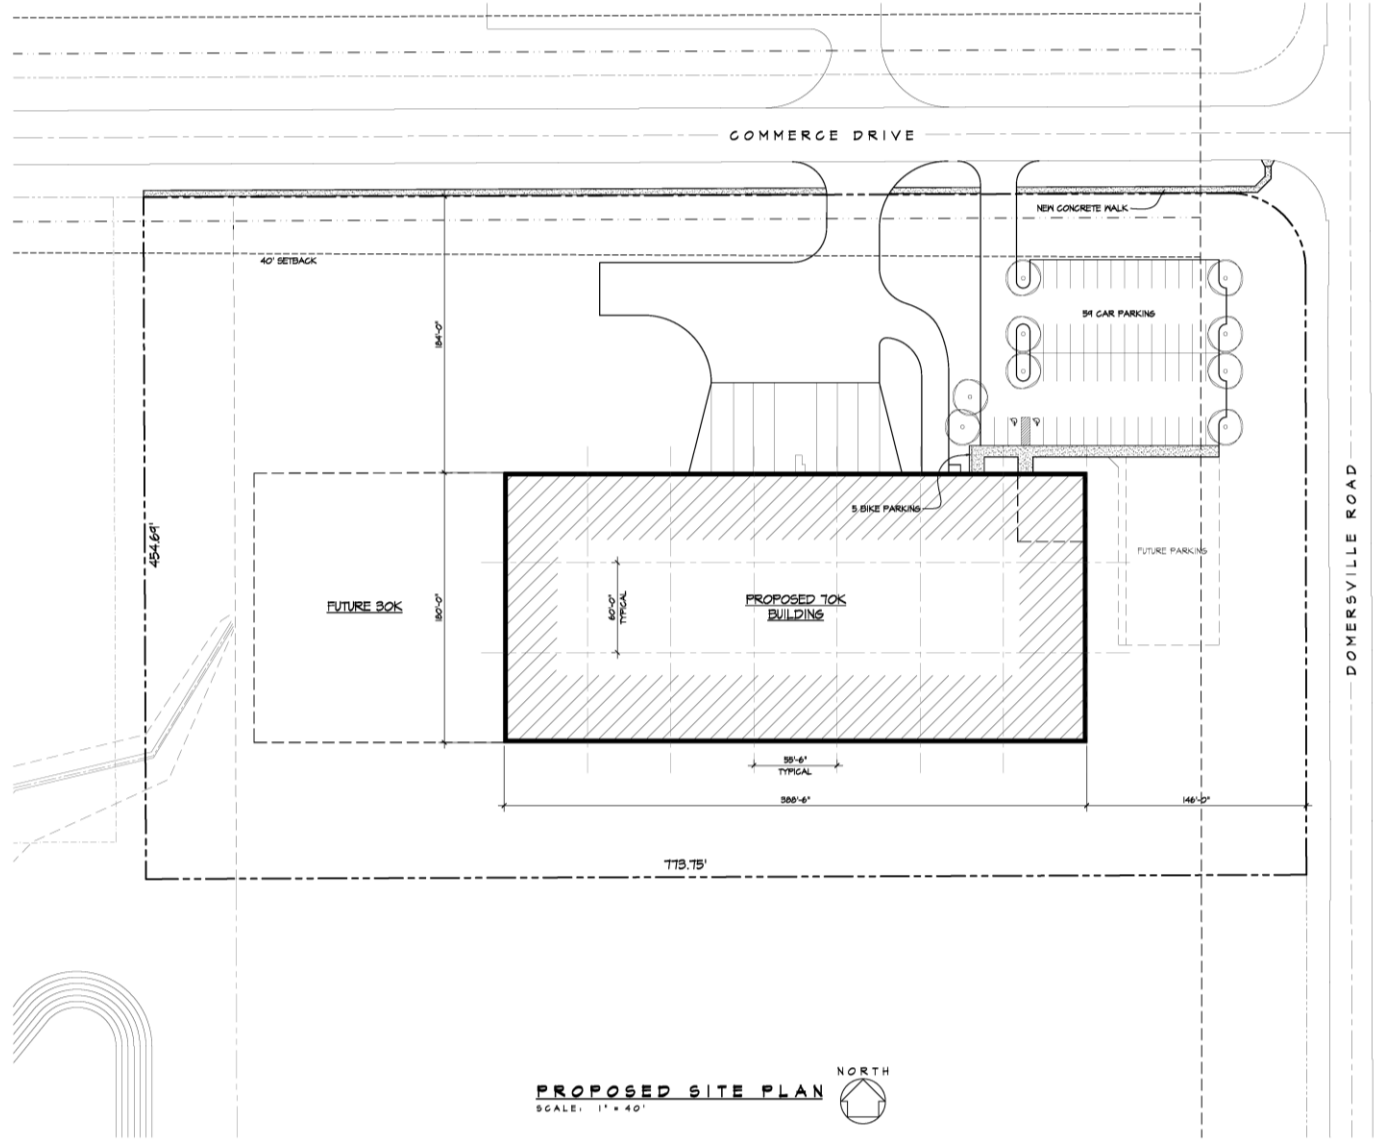 COMMERCE DRIVE
NEW CONCRETE WALK
40' SETBACK
59 CAR PARKING
184'-0"
DOMERSVILLE ROAD
5 BIKE PARKING
454.69'
FUTURE PARKING
FUTURE 30K
180'-0"
60'-0"
TYPICAL
PROPOSED 70K
BUILDING
55'-6"
TYPICAL
388'-6"
146'-0"
773.75'
NORTH
PROPOSED SITE PLAN
SCALE: 1" = 40'